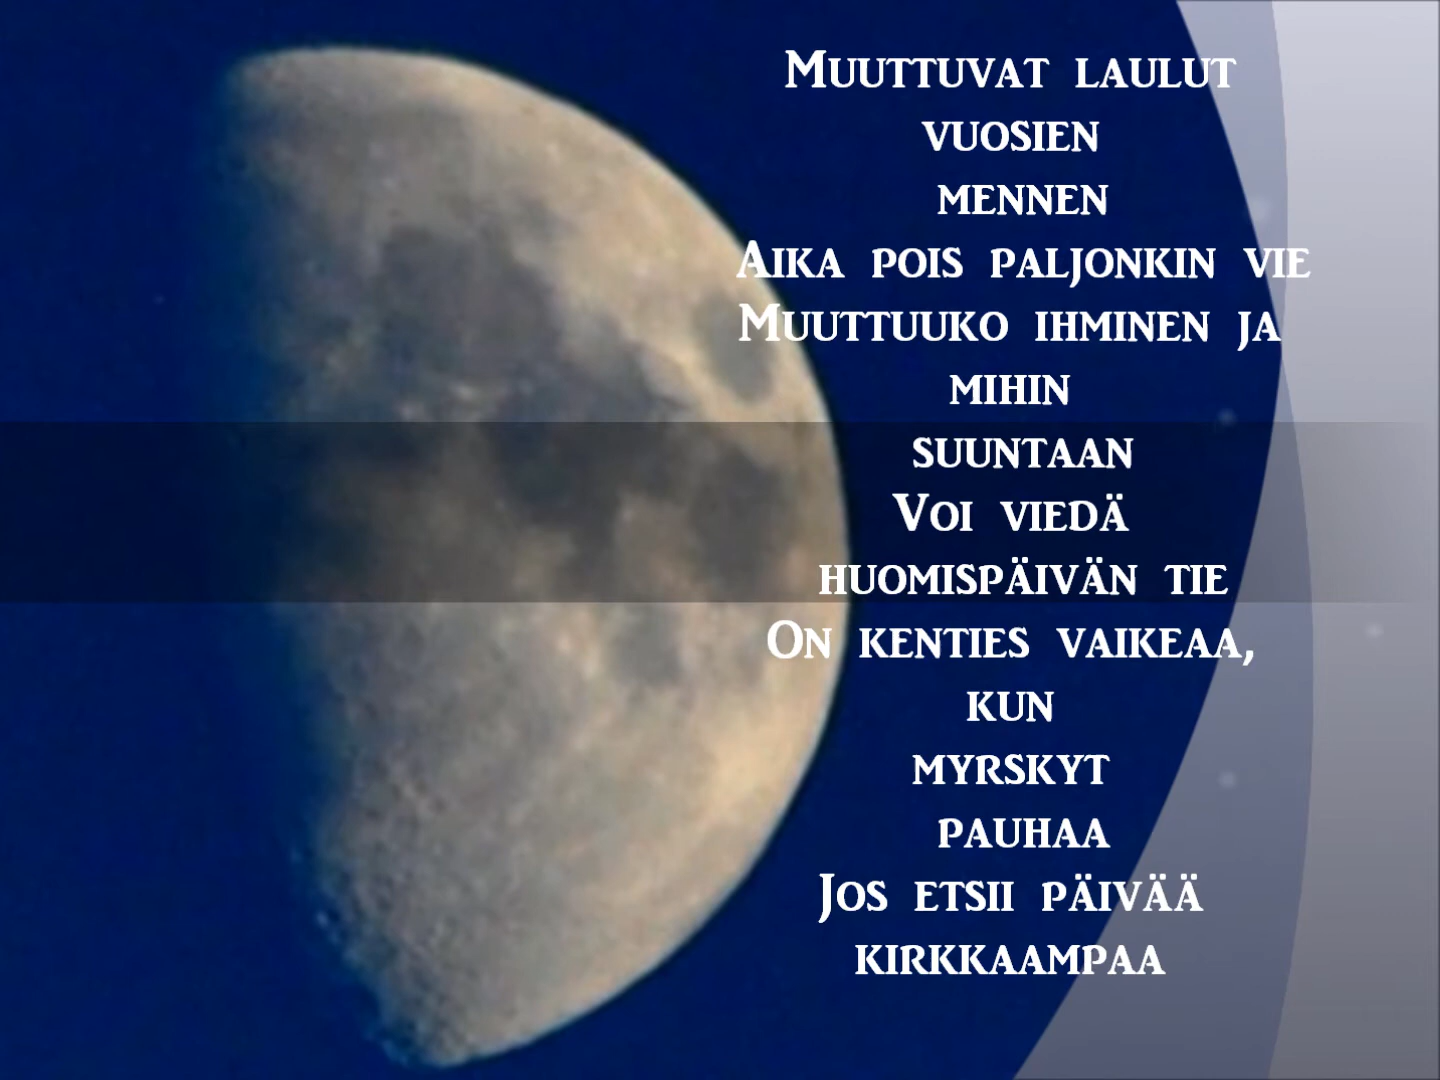 Muuttuvat laulut
vuosien
mennen
Aika pois paljonkin vie
Muuttuuko ihminen ja
mihin
suuntaan
Voi viedä
huomispäivän tie
On kenties vaikeaa,
kun
myrskyt
pauhaa
Jos etsii päivää
kirkkaampaa